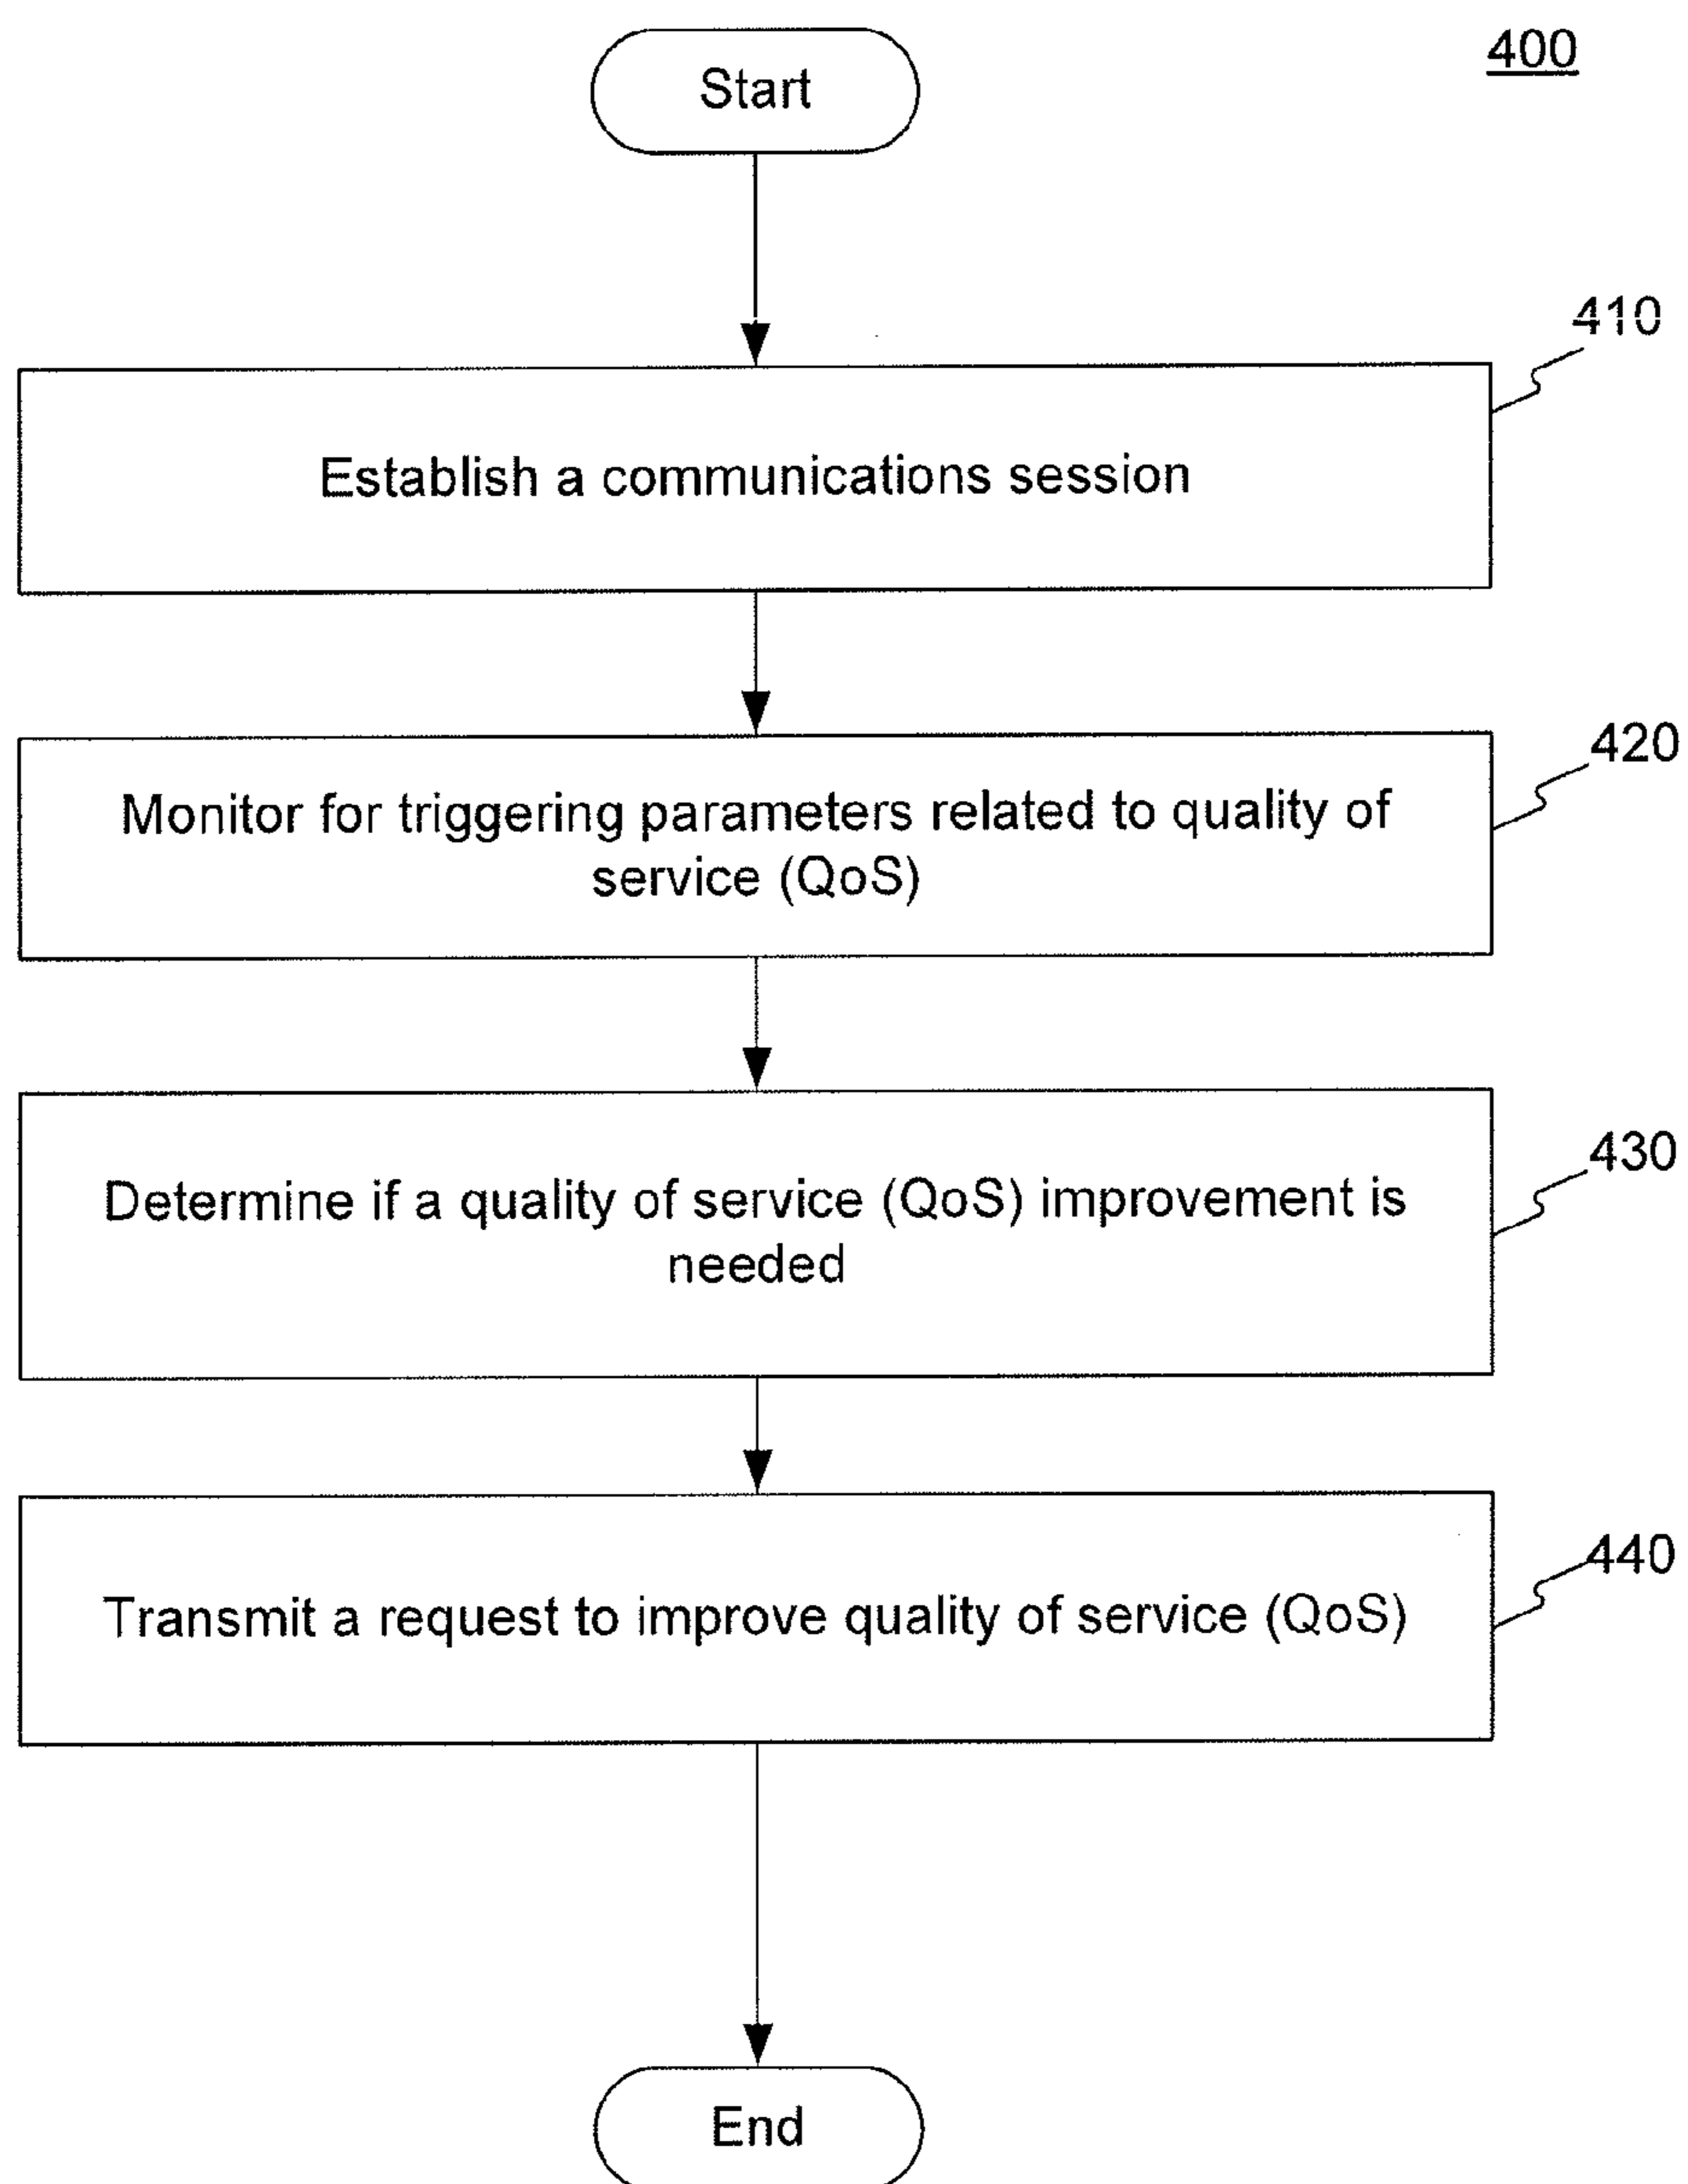 400
Start
410
Establish a communications session
420
Monitor for triggering parameters related to quality of
service (QoS)
430
Determine if a quality of service (QoS) improvement is
needed
440
Transmit a request to improve quality of service (QoS)
End